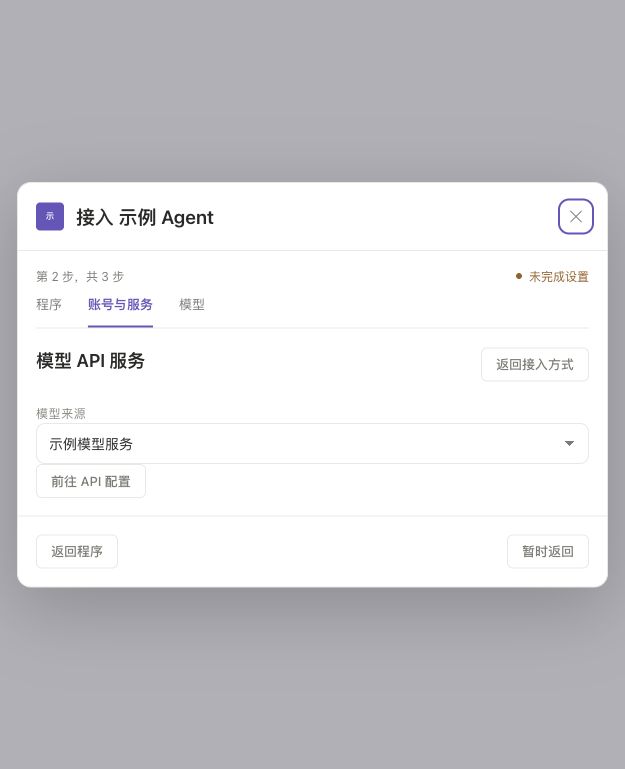 示
接入 示例 Agent
第 2 步，共 3 步
未完成设置
程序
账号与服务
模型
模型 API 服务
返回接入方式
模型来源
示例模型服务
前往 API 配置
返回程序
暂时返回